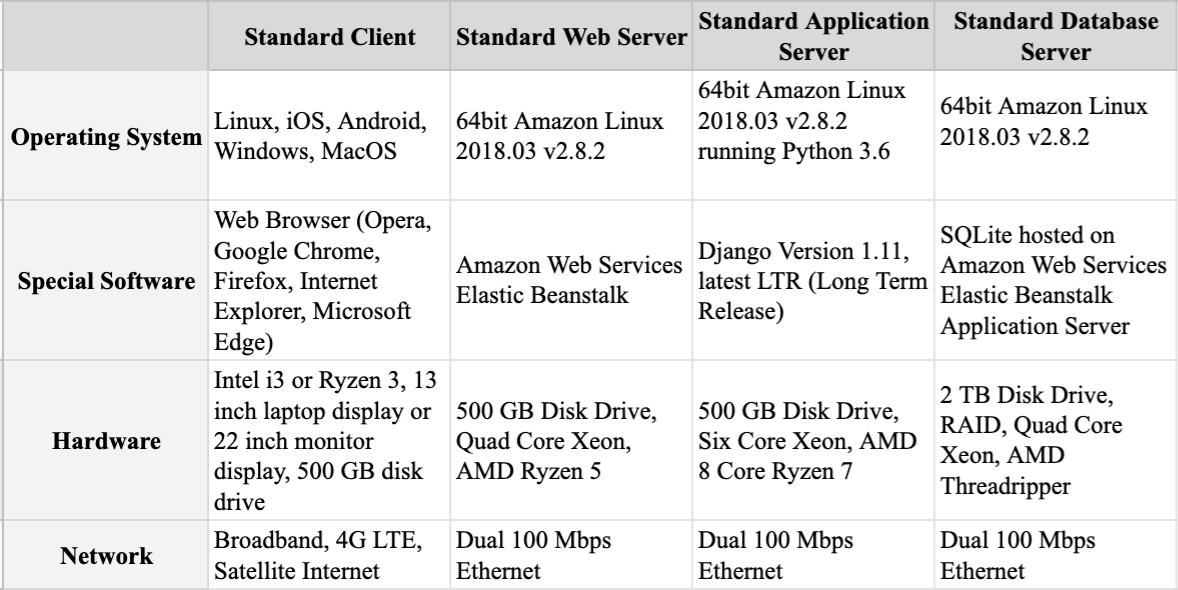 Standard Client
Standard Web Server
Standard Application
Server
Standard Database
Server
Operating System
Linux, iOS, Android,
Windows, MacOS
64bit Amazon Linux
2018.03 v2.8.2
64bit Amazon Linux
2018.03 v2.8.2
running Python 3.6
64bit Amazon Linux
2018.03 v2.8.2
Special Software
Web Browser (Opera,
Google Chrome,
Firefox, Internet
Explorer, Microsoft
Edge)
Amazon Web Services
Elastic Beanstalk
Django Version 1.11,
latest LTR (Long Term
Release)
SQLite hosted on
Amazon Web Services
Elastic Beanstalk
Application Server
Hardware
Intel i3 or Ryzen 3, 13
inch laptop display or
22 inch monitor
display, 500 GB disk
drive
500 GB Disk Drive,
Quad Core Xeon,
AMD Ryzen 5
500 GB Disk Drive,
Six Core Xeon, AMD
8 Core Ryzen 7
2 TB Disk Drive,
RAID, Quad Core
Xeon, AMD
Threadripper
Network
Broadband, 4G LTE,
Satellite Internet
Dual 100 Mbps
Ethernet
Dual 100 Mbps
Ethernet
Dual 100 Mbps
Ethernet